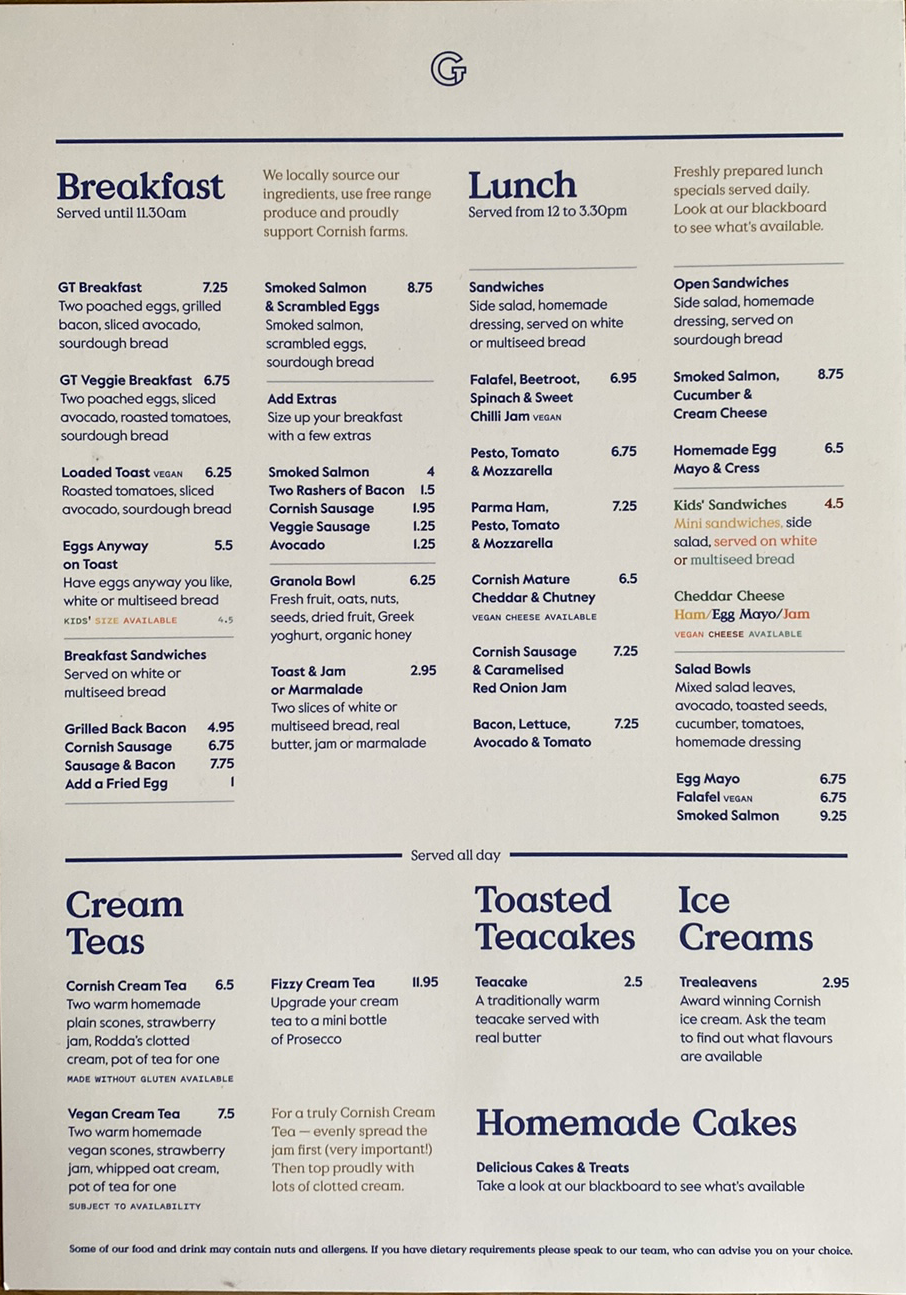 GT
Breakfast
Served until 11.30am
We locally source our
ingredients, use free range
produce and proudly
support Cornish farms.
GT Breakfast 7.25
Two poached eggs, grilled
bacon, sliced avocado,
sourdough bread
GT Veggie Breakfast 6.75
Two poached eggs, sliced
avocado, roasted tomatoes,
sourdough bread
Loaded Toast VEGAN 6.25
Roasted tomatoes, sliced
avocado, sourdough bread
Eggs Anyway 5.5
on Toast
Have eggs anyway you like,
white or multiseed bread
KIDS' SIZE AVAILABLE 4.5
Breakfast Sandwiches
Served on white or
multiseed bread
Grilled Back Bacon 4.95
Cornish Sausage 6.75
Sausage & Bacon 7.75
Add a Fried Egg 1
Smoked Salmon 8.75
& Scrambled Eggs
Smoked salmon,
scrambled eggs,
sourdough bread
Add Extras
Size up your breakfast
with a few extras
Smoked Salmon 4
Two Rashers of Bacon 1.5
Cornish Sausage 1.95
Veggie Sausage 1.25
Avocado 1.25
Granola Bowl 6.25
Fresh fruit, oats, nuts,
seeds, dried fruit, Greek
yoghurt, organic honey
Toast & Jam 2.95
or Marmalade
Two slices of white or
multiseed bread, real
butter, jam or marmalade
Lunch
Served from 12 to 3.30pm
Freshly prepared lunch
specials served daily.
Look at our blackboard
to see what's available.
Sandwiches
Side salad, homemade
dressing, served on white
or multiseed bread
Falafel, Beetroot, 6.95
Spinach & Sweet
Chilli Jam VEGAN
Pesto, Tomato 6.75
& Mozzarella
Parma Ham, 7.25
Pesto, Tomato
& Mozzarella
Cornish Mature 6.5
Cheddar & Chutney
VEGAN CHEESE AVAILABLE
Cornish Sausage 7.25
& Caramelised
Red Onion Jam
Bacon, Lettuce, 7.25
Avocado & Tomato
Open Sandwiches
Side salad, homemade
dressing, served on
sourdough bread
Smoked Salmon, 8.75
Cucumber &
Cream Cheese
Homemade Egg 6.5
Mayo & Cress
Kids' Sandwiches 4.5
Mini sandwiches, side
salad, served on white
or multiseed bread
Cheddar Cheese
Ham/Egg Mayo/Jam
VEGAN CHEESE AVAILABLE
Salad Bowls
Mixed salad leaves,
avocado, toasted seeds,
cucumber, tomatoes,
homemade dressing
Egg Mayo 6.75
Falafel VEGAN 6.75
Smoked Salmon 9.25
Served all day
Cream
Teas
Cornish Cream Tea 6.5
Two warm homemade
plain scones, strawberry
jam, Rodda's clotted
cream, pot of tea for one
MADE WITHOUT GLUTEN AVAILABLE
Vegan Cream Tea 7.5
Two warm homemade
vegan scones, strawberry
jam, whipped oat cream,
pot of tea for one
SUBJECT TO AVAILABILITY
Fizzy Cream Tea 11.95
Upgrade your cream
tea to a mini bottle
of Prosecco
For a truly Cornish Cream
Tea — evenly spread the
jam first (very important!)
Then top proudly with
lots of clotted cream.
Toasted
Teacakes
Teacake 2.5
A traditionally warm
teacake served with
real butter
Ice
Creams
Trealeavens 2.95
Award winning Cornish
ice cream. Ask the team
to find out what flavours
are available
Homemade Cakes
Delicious Cakes & Treats
Take a look at our blackboard to see what's available
Some of our food and drink may contain nuts and allergens. If you have dietary requirements please speak to our team, who can advise you on your choice.